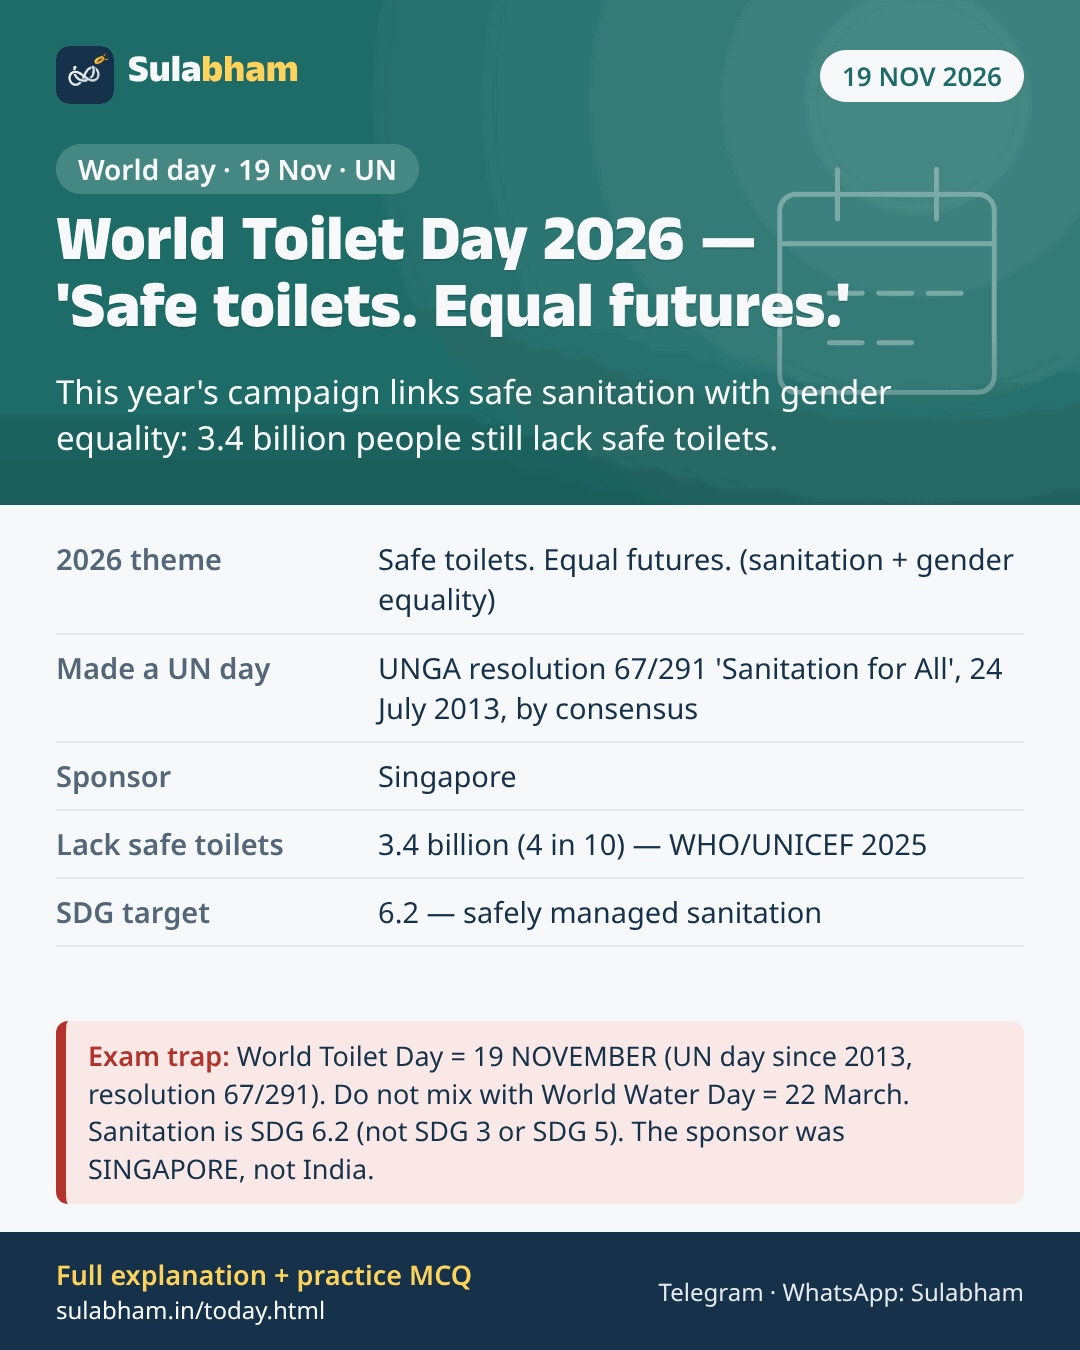 Sulabham
19 NOV 2026
World day · 19 Nov · UN
World Toilet Day 2026 —
'Safe toilets. Equal futures.'
This year's campaign links safe sanitation with gender
equality: 3.4 billion people still lack safe toilets.
2026 theme
Safe toilets. Equal futures. (sanitation + gender
equality)
Made a UN day
UNGA resolution 67/291 'Sanitation for All', 24
July 2013, by consensus
Sponsor
Singapore
Lack safe toilets
3.4 billion (4 in 10) — WHO/UNICEF 2025
SDG target
6.2 — safely managed sanitation
Exam trap: World Toilet Day = 19 NOVEMBER (UN day since 2013,
resolution 67/291). Do not mix with World Water Day = 22 March.
Sanitation is SDG 6.2 (not SDG 3 or SDG 5). The sponsor was
SINGAPORE, not India.
Full explanation + practice MCQ
sulabham.in/today.html
Telegram · WhatsApp: Sulabham